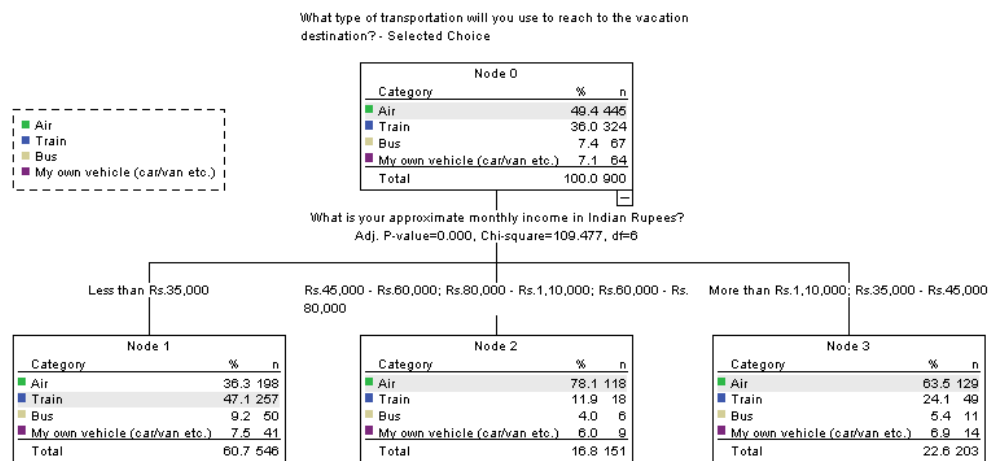 What type of transportation will you use to reach to the vacation
destination? - Selected Choice
Air
Train
Bus
My own vehicle (car/van etc.)
Node 0
Category % n
Air 49.4 445
Train 36.0 324
Bus 7.4 67
My own vehicle (car/van etc.) 7.1 64
Total 100.0 900
What is your approximate monthly income in Indian Rupees?
Adj. P-value=0.000, Chi-square=109.477, df=6
Less than Rs.35,000
Rs.45,000 - Rs.60,000; Rs.80,000 - Rs.1,10,000; Rs.60,000 - Rs.
80,000
More than Rs.1,10,000; Rs.35,000 - Rs.45,000
Node 1
Category % n
Air 36.3 198
Train 47.1 257
Bus 9.2 50
My own vehicle (car/van etc.) 7.5 41
Total 60.7 546
Node 2
Category % n
Air 78.1 118
Train 11.9 18
Bus 4.0 6
My own vehicle (car/van etc.) 6.0 9
Total 16.8 151
Node 3
Category % n
Air 63.5 129
Train 24.1 49
Bus 5.4 11
My own vehicle (car/van etc.) 6.9 14
Total 22.6 203